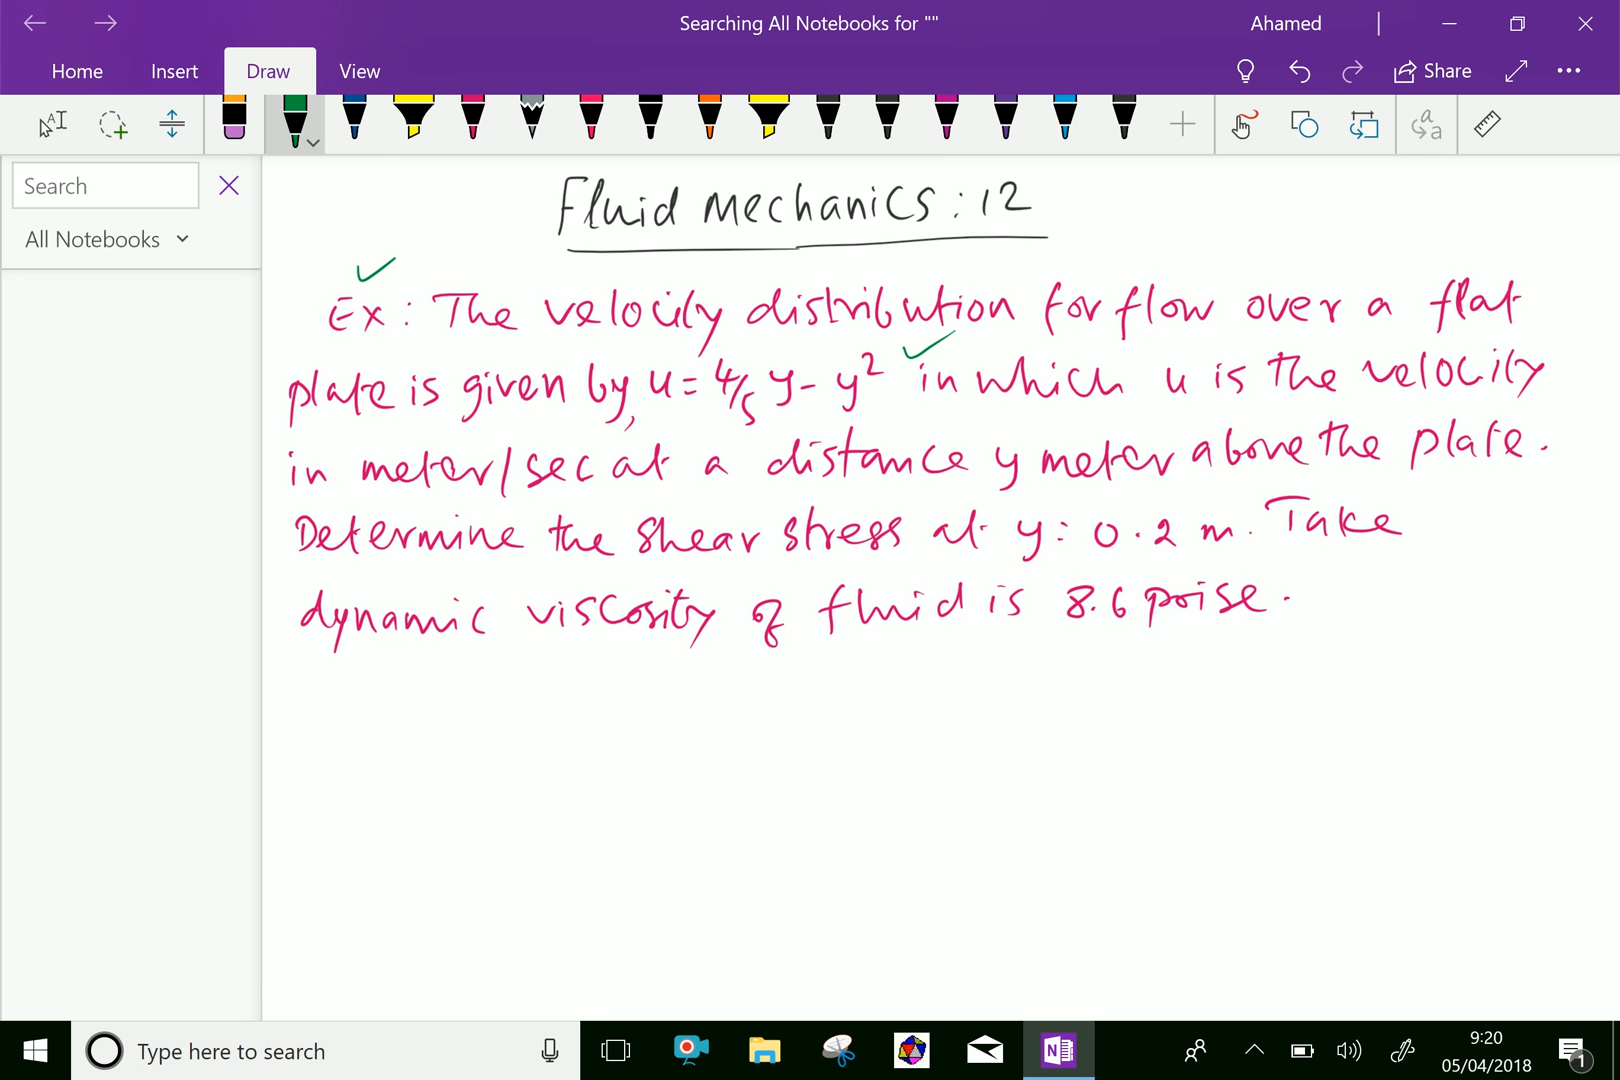 Searching All Notebooks for ""
Ahamed
Home Insert Draw View
Share
Search
All Notebooks
Fluid mechanics : 12
Ex : The velocity distribution for flow over a flat
plate is given by, u = 4/5 y - y² in which u is the velocity
in meter/sec at a distance y meter above the plate.
Determine the shear stress at y = 0.2 m. Take
dynamic viscosity of fluid is 8.6 poise.
Type here to search
9:20
05/04/2018
1